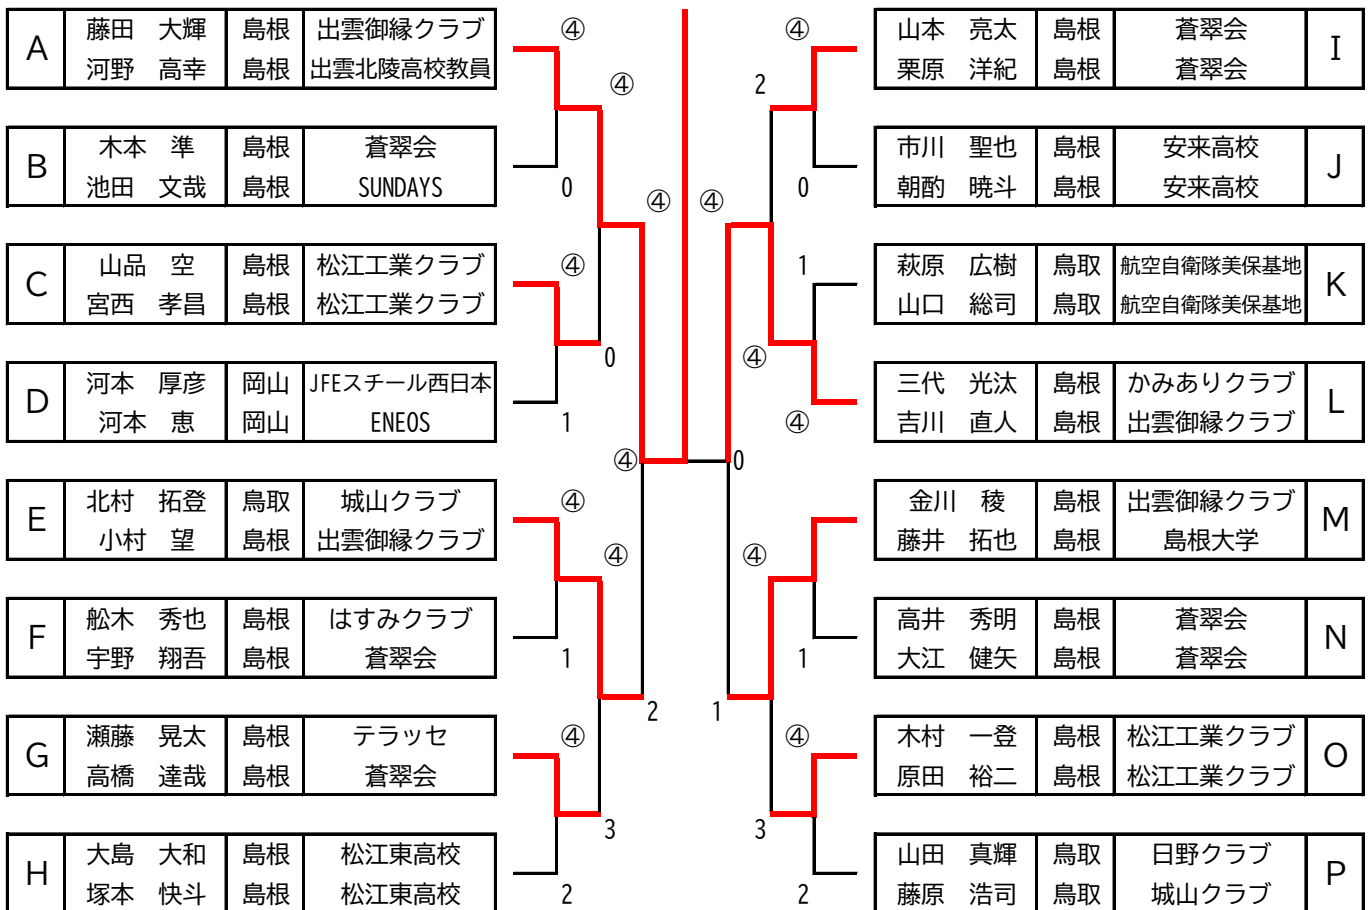 A 藤田 大輝 島根 出雲御縁クラブ
河野 高幸 島根 出雲北陵高校教員
④
④
B 木本 準 島根 蒼翠会
池田 文哉 島根 SUNDAYS
0
④
C 山品 空 島根 松江工業クラブ
宮西 孝昌 島根 松江工業クラブ
④
0
D 河本 厚彦 岡山 JFEスチール西日本
河本 恵 岡山 ENEOS
1
④
E 北村 拓登 鳥取 城山クラブ
小村 望 島根 出雲御縁クラブ
④
④
F 舩木 秀也 島根 はすみクラブ
宇野 翔吾 島根 蒼翠会
1
2
G 瀬藤 晃太 島根 テラッセ
高橋 達哉 島根 蒼翠会
④
3
H 大島 大和 島根 松江東高校
塚本 快斗 島根 松江東高校
2
④
2
山本 亮太 島根 蒼翠会 I
栗原 洋紀 島根 蒼翠会
0
④
市川 聖也 島根 安来高校 J
朝酌 暁斗 島根 安来高校
1
④
萩原 広樹 鳥取 航空自衛隊美保基地 K
山口 総司 鳥取 航空自衛隊美保基地
④
0
三代 光汰 島根 かみありクラブ L
吉川 直人 島根 出雲御縁クラブ
④
金川 稜 島根 出雲御縁クラブ M
藤井 拓也 島根 島根大学
1
1
高井 秀明 島根 蒼翠会 N
大江 健矢 島根 蒼翠会
④
3
木村 一登 島根 松江工業クラブ O
原田 裕二 島根 松江工業クラブ
2
山田 真輝 鳥取 日野クラブ P
藤原 浩司 鳥取 城山クラブ